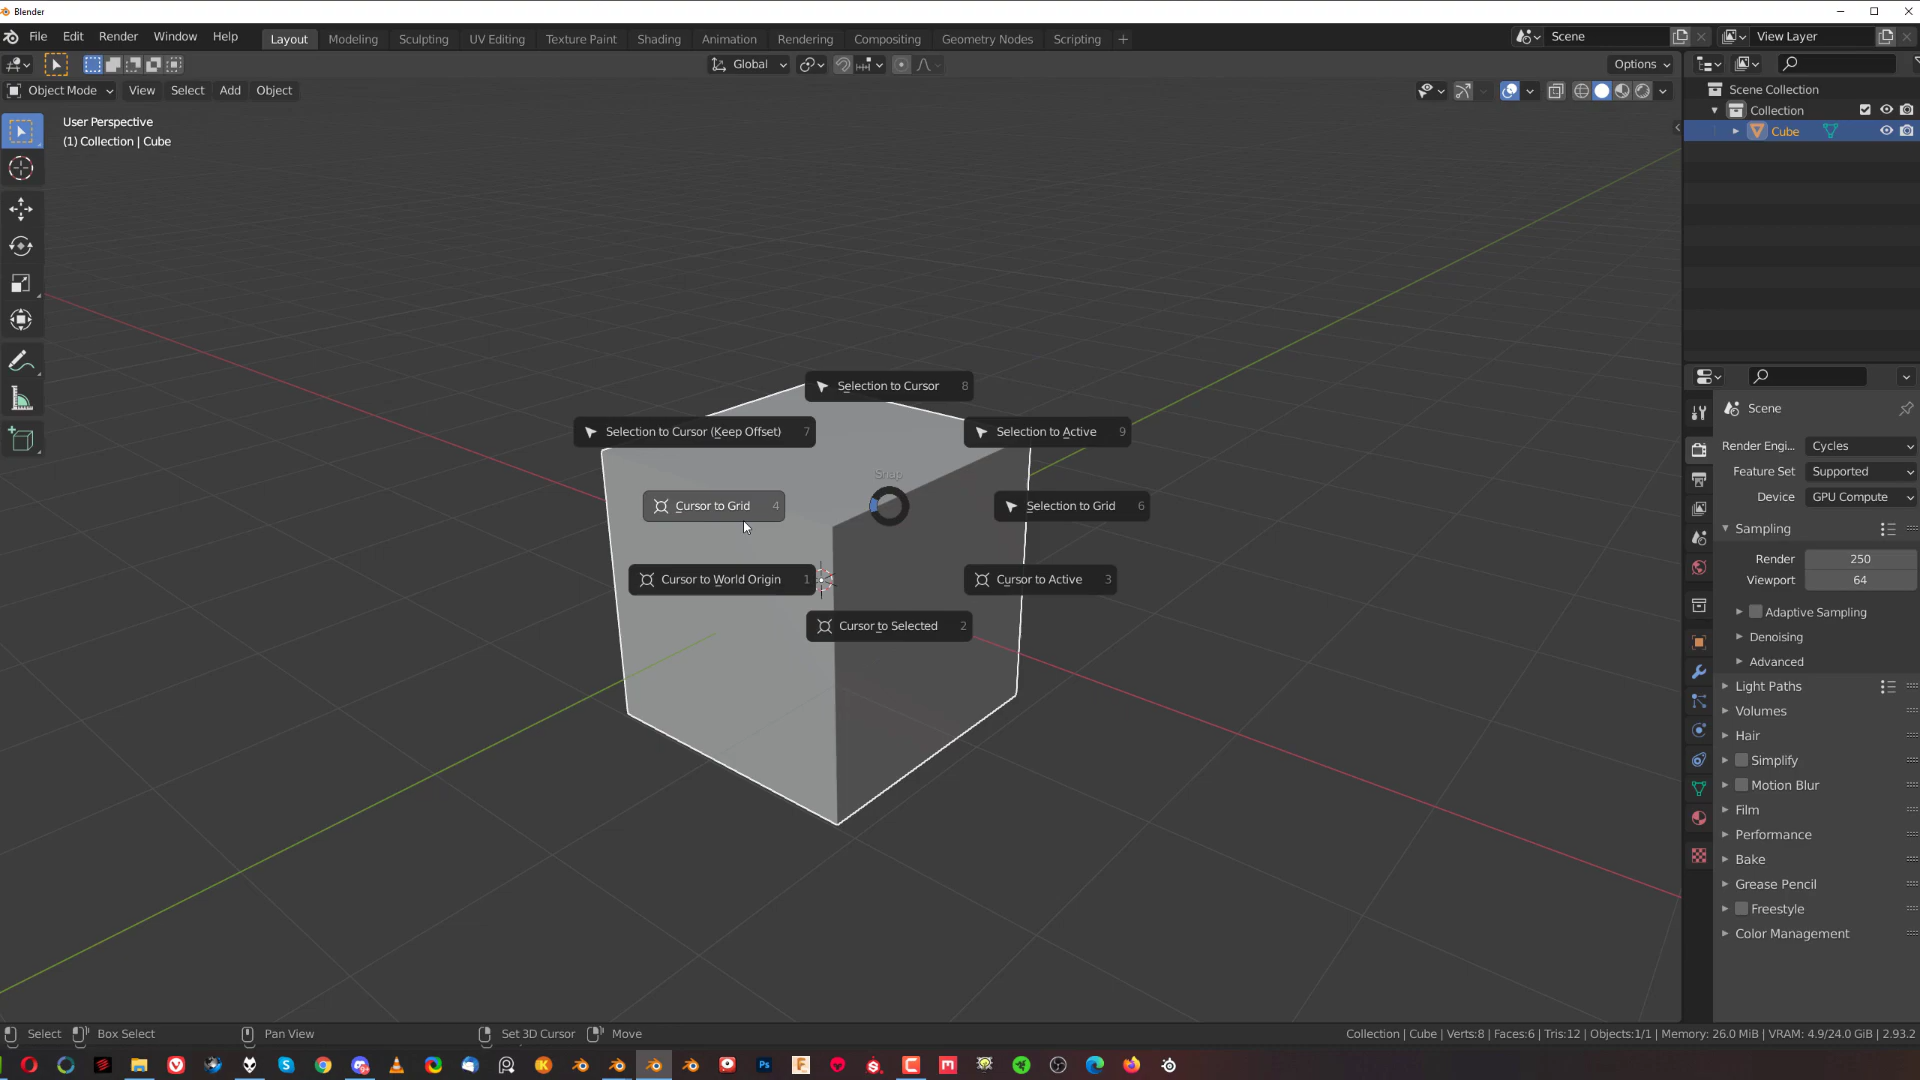 Blender
File Edit Render Window Help
Layout Modeling Sculpting UV Editing Texture Paint Shading Animation Rendering Compositing Geometry Nodes Scripting +
Scene
View Layer
Global
Options
Object Mode View Select Add Object
User Perspective
(1) Collection | Cube
Scene Collection
Collection
Cube
Selection to Cursor 8
Selection to Cursor (Keep Offset) 7
Selection to Active 9
Snap
Cursor to Grid 4
Selection to Grid 6
Cursor to World Origin 1
Cursor to Active 3
Cursor to Selected 2
Scene
Render Engi... Cycles
Feature Set Supported
Device GPU Compute
Sampling
Render 250
Viewport 64
Adaptive Sampling
Denoising
Advanced
Light Paths
Volumes
Hair
Simplify
Motion Blur
Film
Performance
Bake
Grease Pencil
Freestyle
Color Management
Select Box Select Pan View Set 3D Cursor Move
Collection | Cube | Verts:8 | Faces:6 | Tris:12 | Objects:1/1 | Memory: 26.0 MiB | VRAM: 4.9/24.0 GiB | 2.93.2
Ps